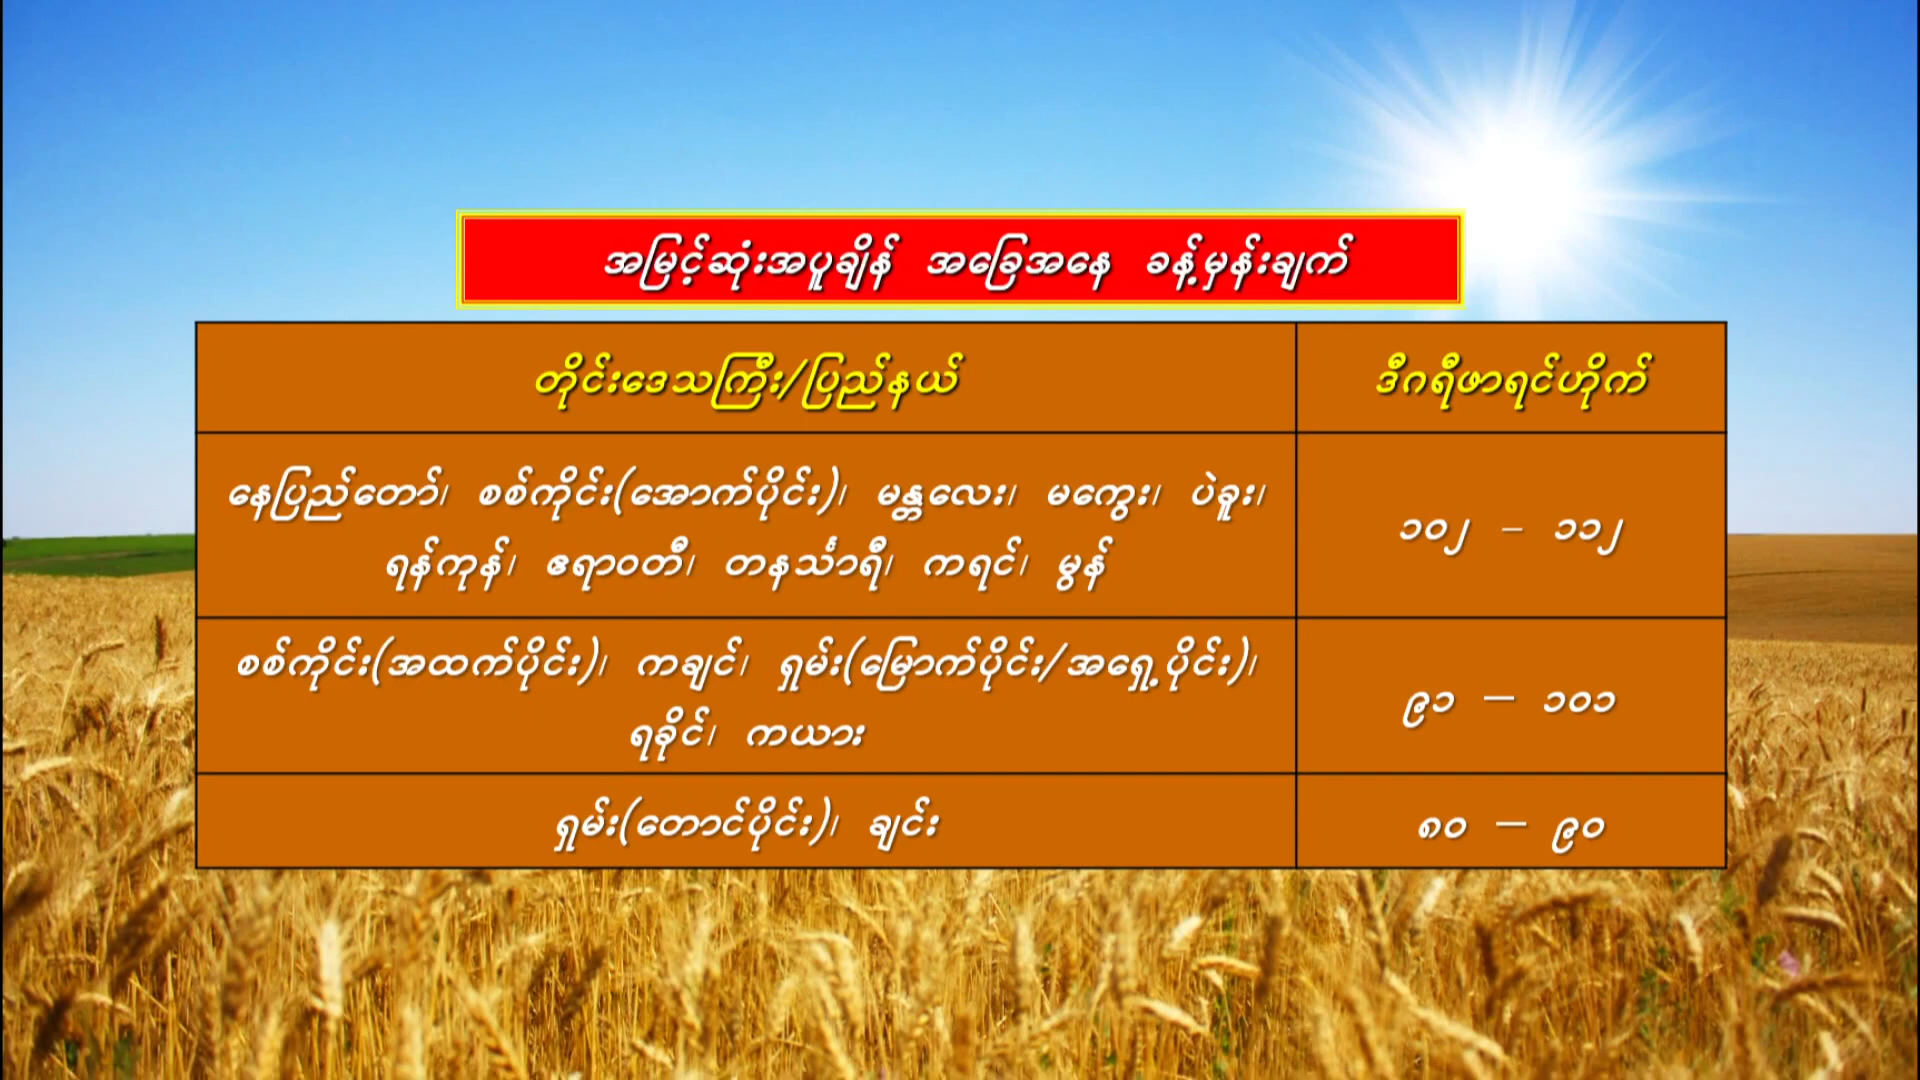 အမြင့်ဆုံးအပူချိန် အခြေအနေ ခန့်မှန်းချက်
တိုင်းဒေသကြီး/ပြည်နယ်
ဒီဂရီဖာရင်ဟိုက်
နေပြည်တော်၊ စစ်ကိုင်း(အောက်ပိုင်း)၊ မန္တလေး၊ မကွေး၊ ပဲခူး၊
ရန်ကုန်၊ ဧရာဝတီ၊ တနင်္သာရီ၊ ကရင်၊ မွန်
၁၀၂ – ၁၁၂
စစ်ကိုင်း(အထက်ပိုင်း)၊ ကချင်၊ ရှမ်း(မြောက်ပိုင်း/အရှေ့ပိုင်း)၊
ရခိုင်၊ ကယား
၉၁ – ၁၀၁
ရှမ်း(တောင်ပိုင်း)၊ ချင်း
၈၀ – ၉၀